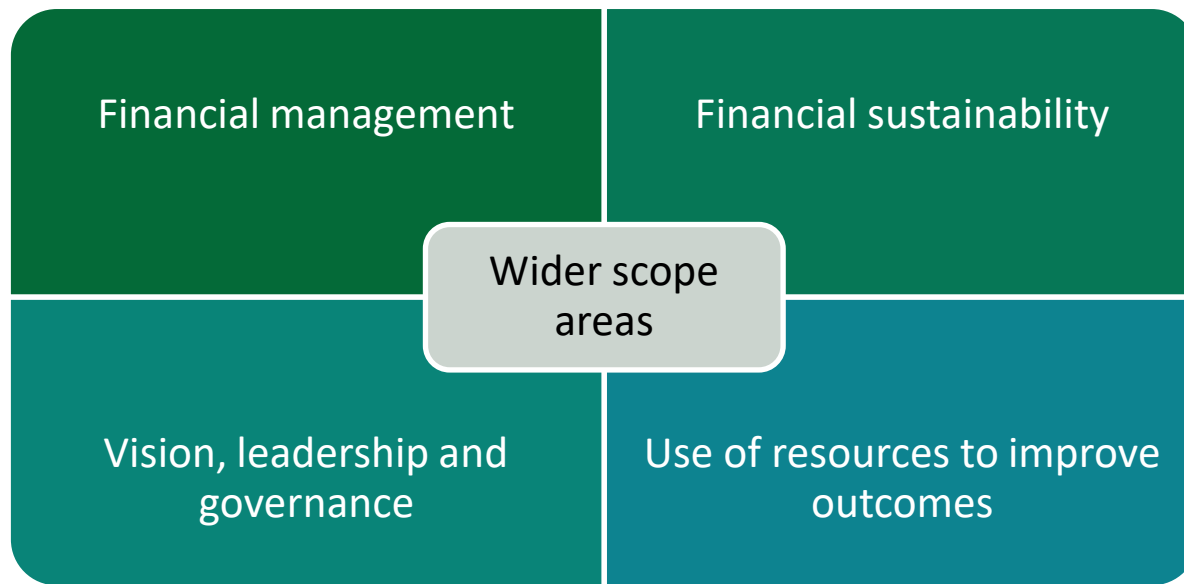 Financial management
Financial sustainability
Wider scope
areas
Vision, leadership and
governance
Use of resources to improve
outcomes